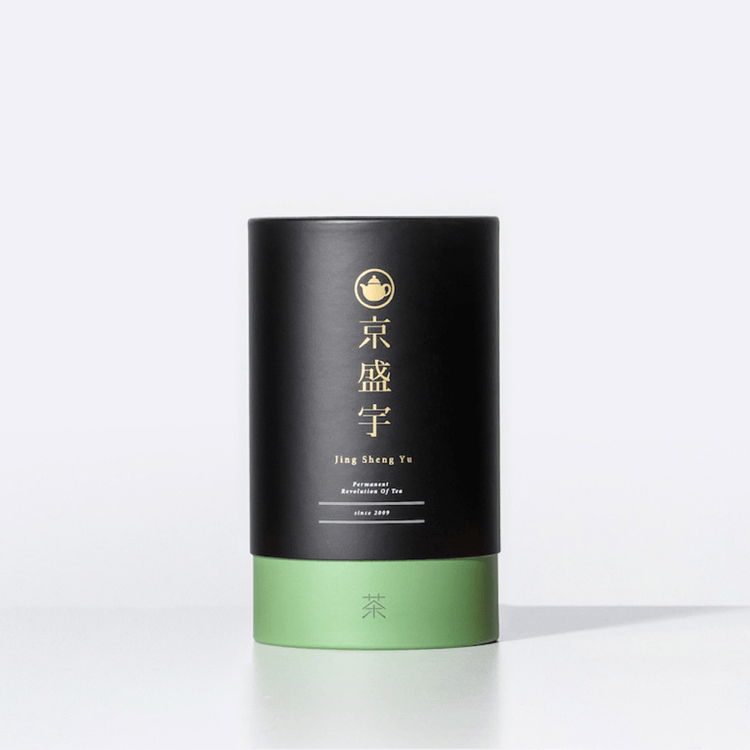 京盛宇
Jing Sheng Yu
Permanent
Revolution Of Tea
since 2009
茶